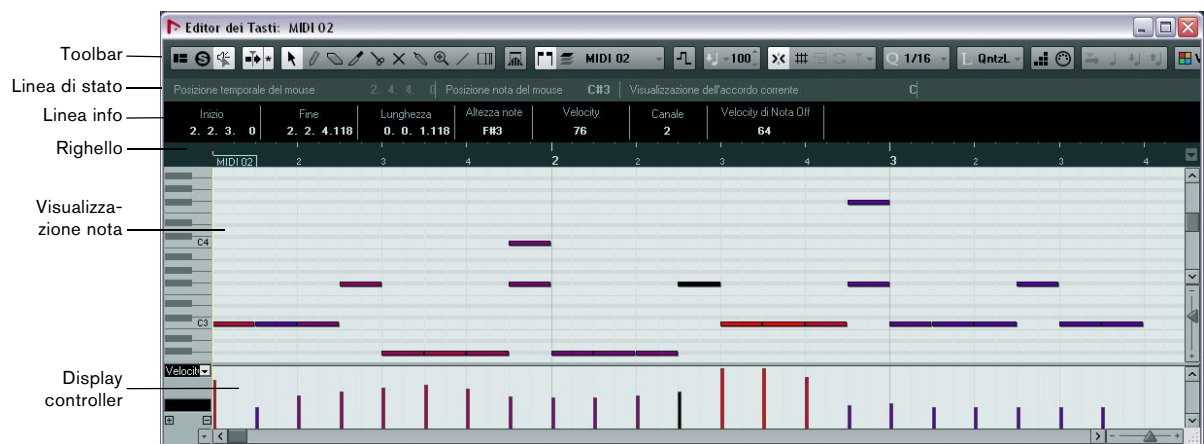 Editor dei Tasti: MIDI 02
Toolbar
MIDI 02
100
1/16
QntzL
Linea di stato
Posizione temporale del mouse 2. 4. 4. 0 Posizione nota del mouse C#3 Visualizzazione dell'accordo corrente C
Linea info
Inizio Fine Lunghezza Altezza note Velocity Canale Velocity di Nota Off
2. 2. 3. 0 2. 2. 4.118 0. 0. 1.118 F#3 76 2 64
Righello
MIDI 02 2 3 4 2 2 3 4 3 2 3 4
Visualizza-
zione nota
C4
C3
Display
controller
Velocit